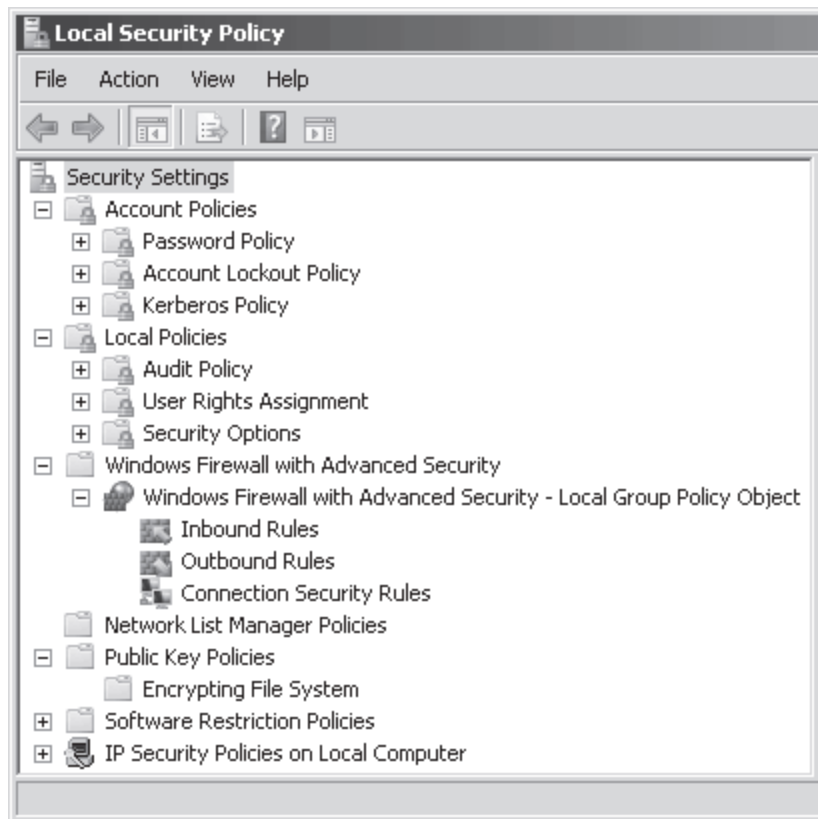 Local Security Policy
File Action View Help
Security Settings
Account Policies
Password Policy
Account Lockout Policy
Kerberos Policy
Local Policies
Audit Policy
User Rights Assignment
Security Options
Windows Firewall with Advanced Security
Windows Firewall with Advanced Security - Local Group Policy Object
Inbound Rules
Outbound Rules
Connection Security Rules
Network List Manager Policies
Public Key Policies
Encrypting File System
Software Restriction Policies
IP Security Policies on Local Computer